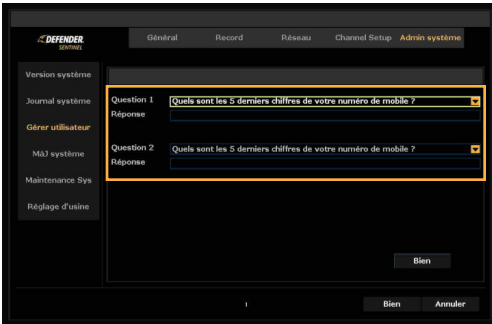 DEFENDER
SENTINEL
Général Record Réseau Channel Setup Admin système
Version système
Journal système
Gérer utilisateur
MàJ système
Maintenance Sys
Réglage d'usine
Question 1 Quels sont les 5 derniers chiffres de votre numéro de mobile ?
Réponse
Question 2 Quels sont les 5 derniers chiffres de votre numéro de mobile ?
Réponse
Bien
Bien Annuler